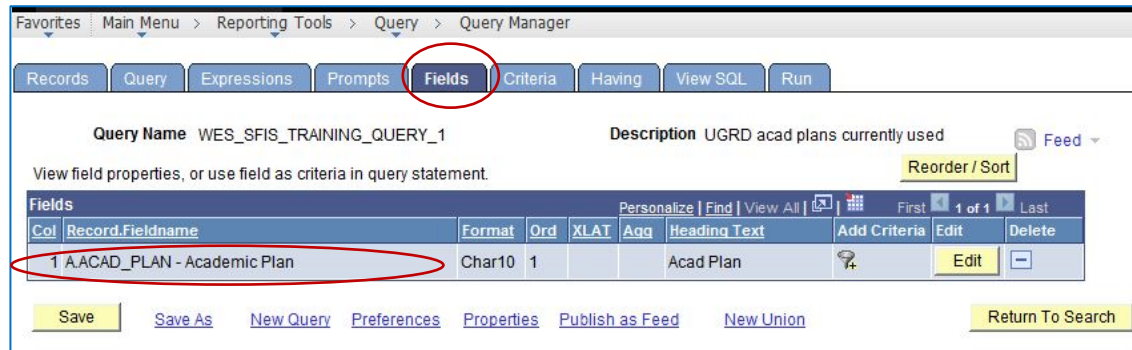 Favorites Main Menu > Reporting Tools > Query > Query Manager
Records Query Expressions Prompts Fields Criteria Having View SQL Run
Query Name WES_SFIS_TRAINING_QUERY_1 Description UGRD acad plans currently used Feed
Reorder / Sort
View field properties, or use field as criteria in query statement.
Fields Personalize | Find | View All | | First 1 of 1 Last
Col Record.Fieldname Format Ord XLAT Agg Heading Text Add Criteria Edit Delete
1 A.ACAD_PLAN - Academic Plan Char10 1 Acad Plan Edit
Save Save As New Query Preferences Properties Publish as Feed New Union Return To Search